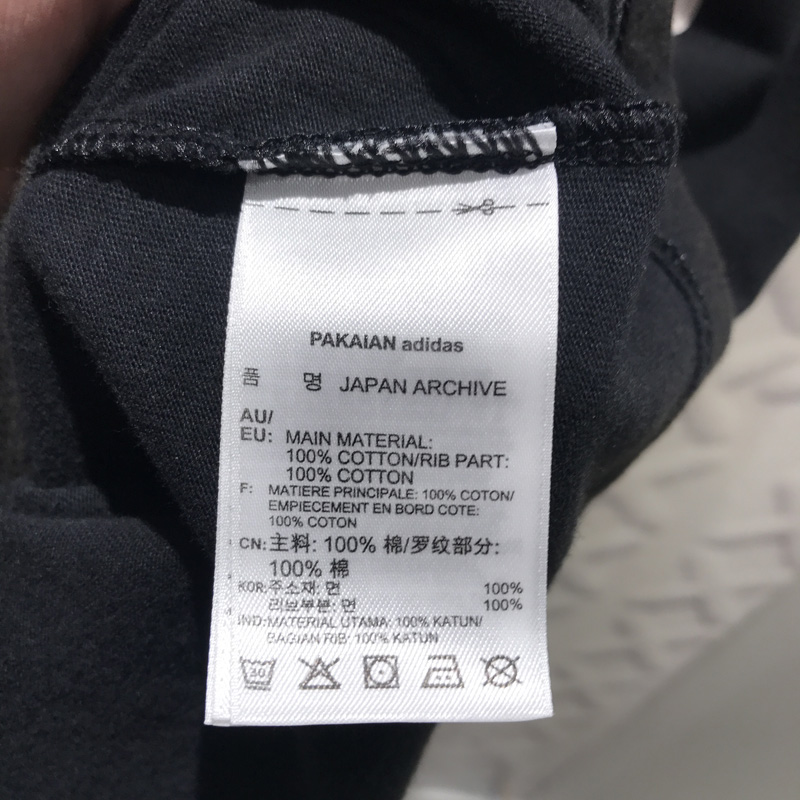 PAKAIAN adidas
품 명 JAPAN ARCHIVE
AU/
EU: MAIN MATERIAL:
100% COTTON/RIB PART:
100% COTTON
F: MATIERE PRINCIPALE: 100% COTON/
EMPIECEMENT EN BORD COTE:
100% COTON
CN:主料: 100% 棉/罗纹部分:
100% 棉
KOR:주소재: 면 100%
리브부분: 면 100%
IND:MATERIAL UTAMA: 100% KATUN/
BAGIAN RIB: 100% KATUN
30